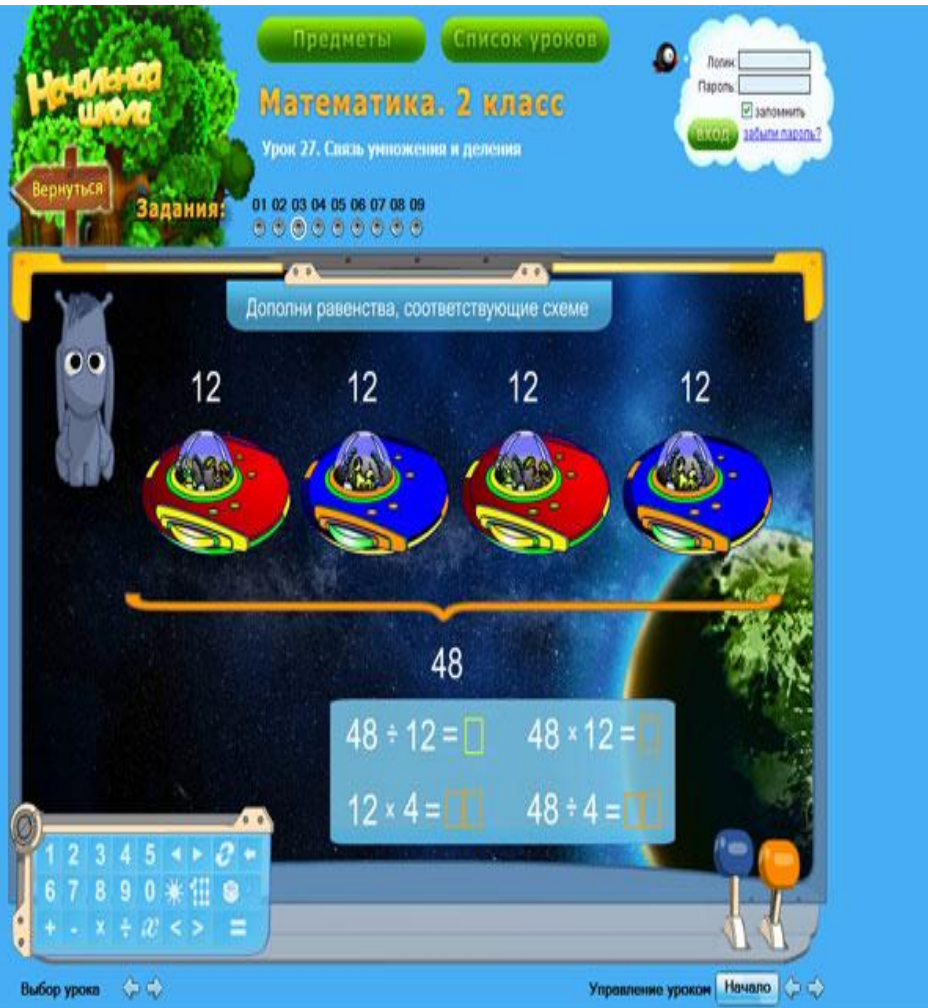 Предметы
Список уроков
Начальная
школа
Логин:
Пароль:
запомнить
вход
забыли пароль?
Математика. 2 класс
Урок 27. Связь умножения и деления
Вернуться
Задания:
01 02 03 04 05 06 07 08 09
Дополни равенства, соответствующие схеме
12 12 12 12
48
48 ÷ 12 =
48 × 12 =
12 × 4 =
48 ÷ 4 =
1 2 3 4 5
6 7 8 9 0
+ - × ÷ x < > =
Выбор урока
Управление уроком
Начало